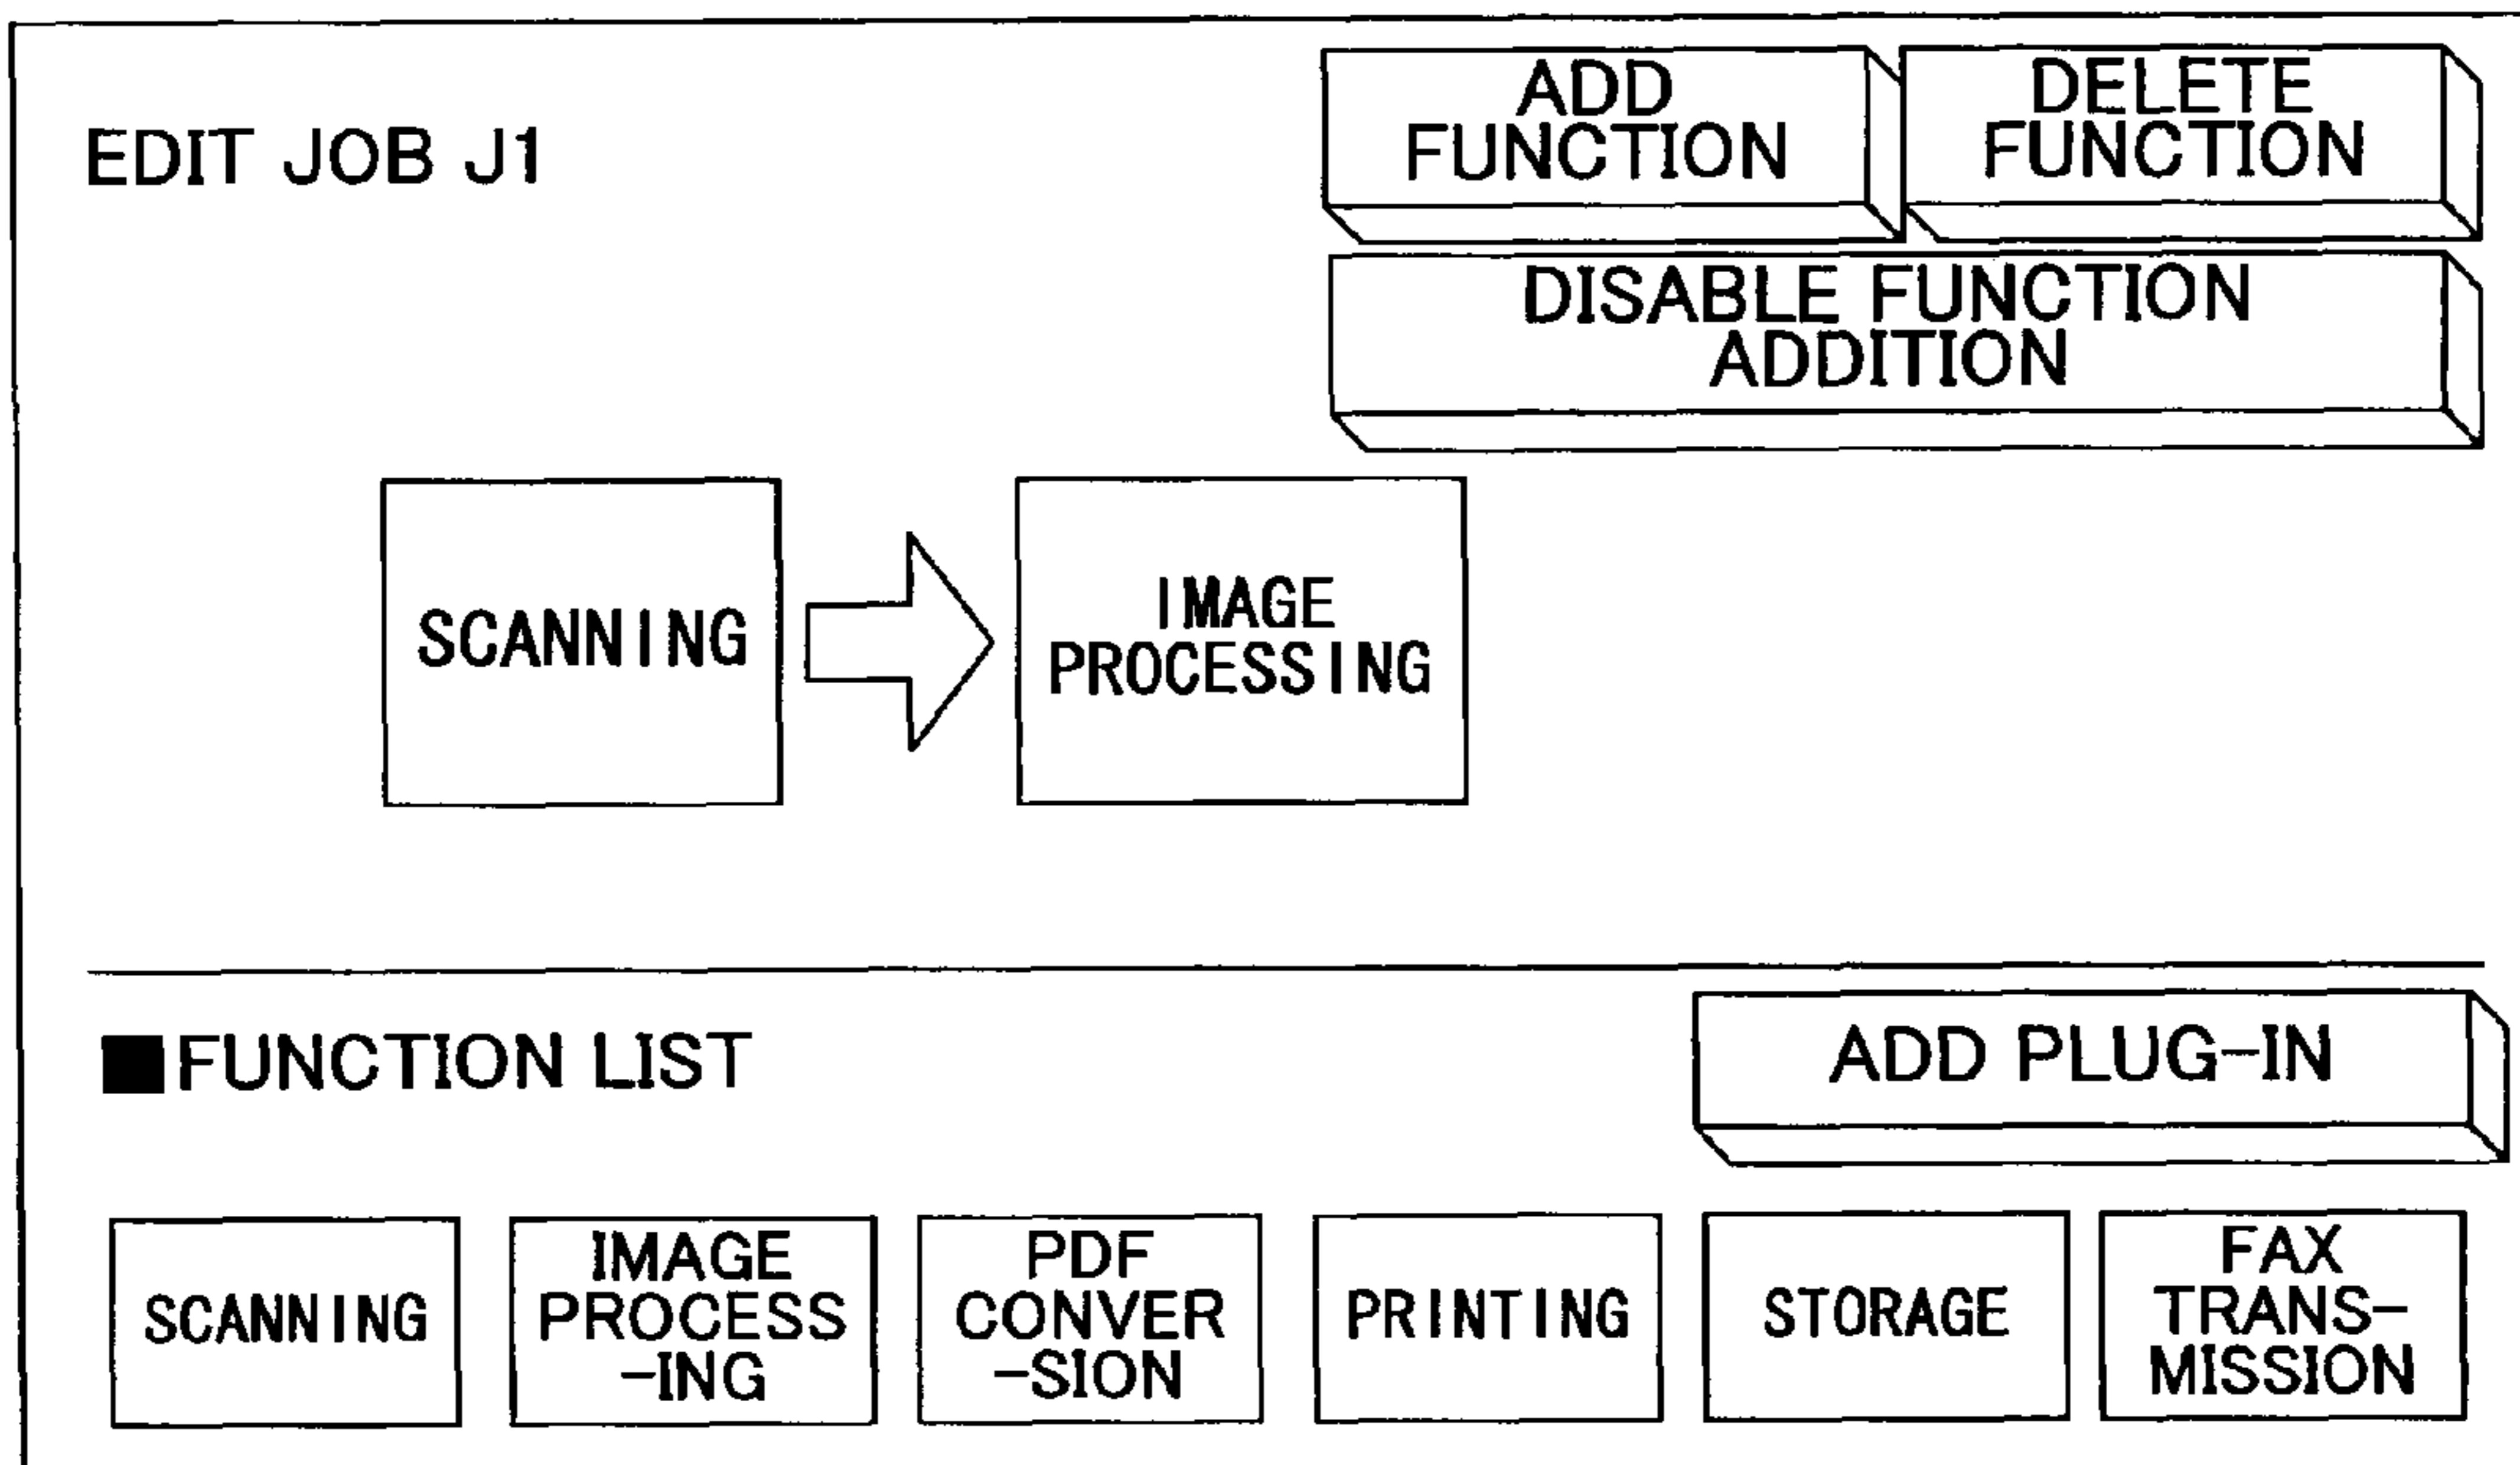 EDIT JOB J1
ADD
FUNCTION
DELETE
FUNCTION
DISABLE FUNCTION
ADDITION
SCANNING
IMAGE
PROCESSING
■FUNCTION LIST
ADD PLUG-IN
SCANNING
IMAGE
PROCESS
-ING
PDF
CONVER
-SION
PRINTING
STORAGE
FAX
TRANS-
MISSION